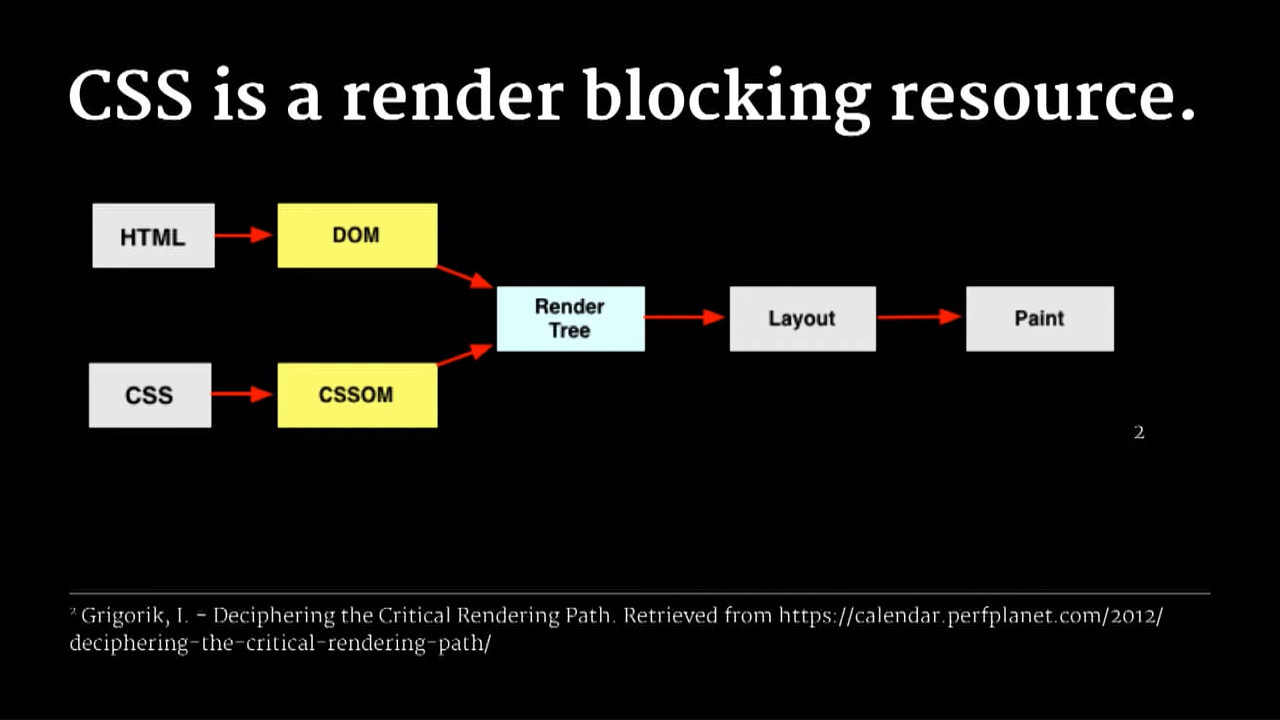 CSS is a render blocking resource.
HTML
DOM
Render
Tree
Layout
Paint
CSS
CSSOM
2
2 Grigorik, I. - Deciphering the Critical Rendering Path. Retrieved from https://calendar.perfplanet.com/2012/
deciphering-the-critical-rendering-path/